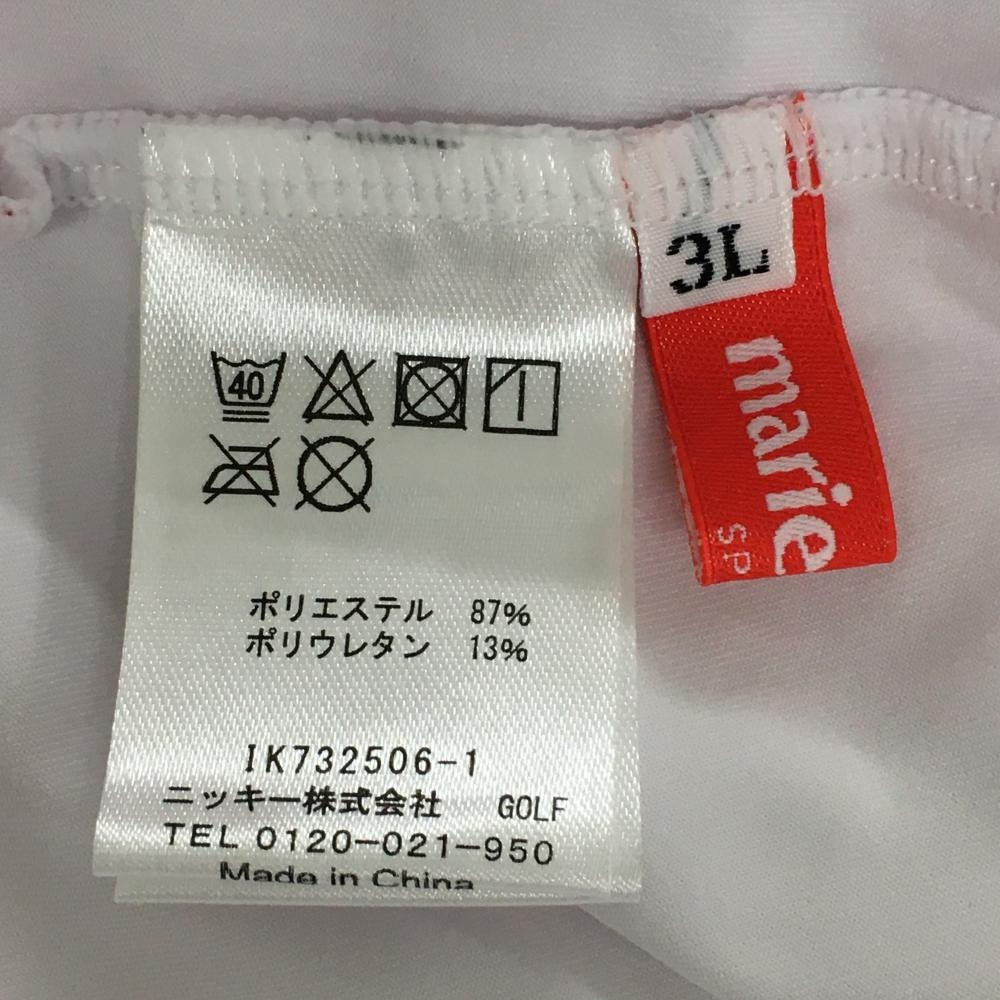 40
ポリエステル 87%
ポリウレタン 13%
IK732506-1
ニッキー株式会社 GOLF
TEL 0120-021-950
Made in China
3L
marie
SP